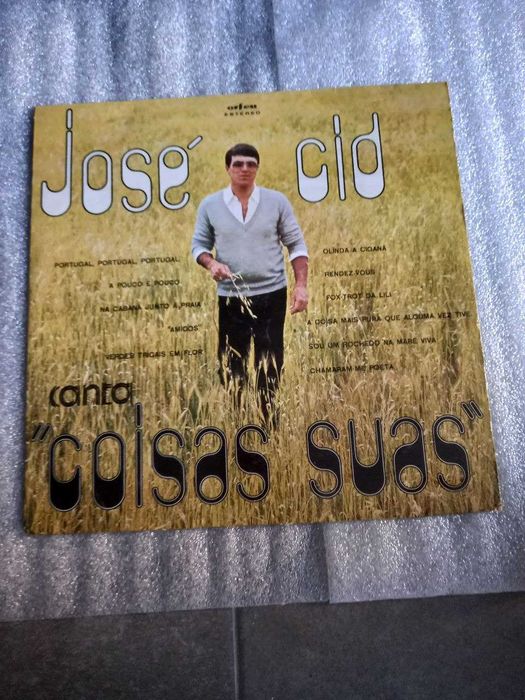 orfeu
ESTEREO
José cid
PORTUGAL, PORTUGAL, PORTUGAL
A POUCO E POUCO
NA CABANA JUNTO À PRAIA
"AMIGOS"
VERDES TRIGAIS EM FLOR
OLINDA A CIGANA
RENDEZ-VOUS
FOX-TROT DA LILI
A COISA MAIS PURA QUE ALGUMA VEZ TIVE
SOU UM ROCHEDO NA MARÉ VIVA
CHAMARAM-ME POETA
canta
"coisas suas"